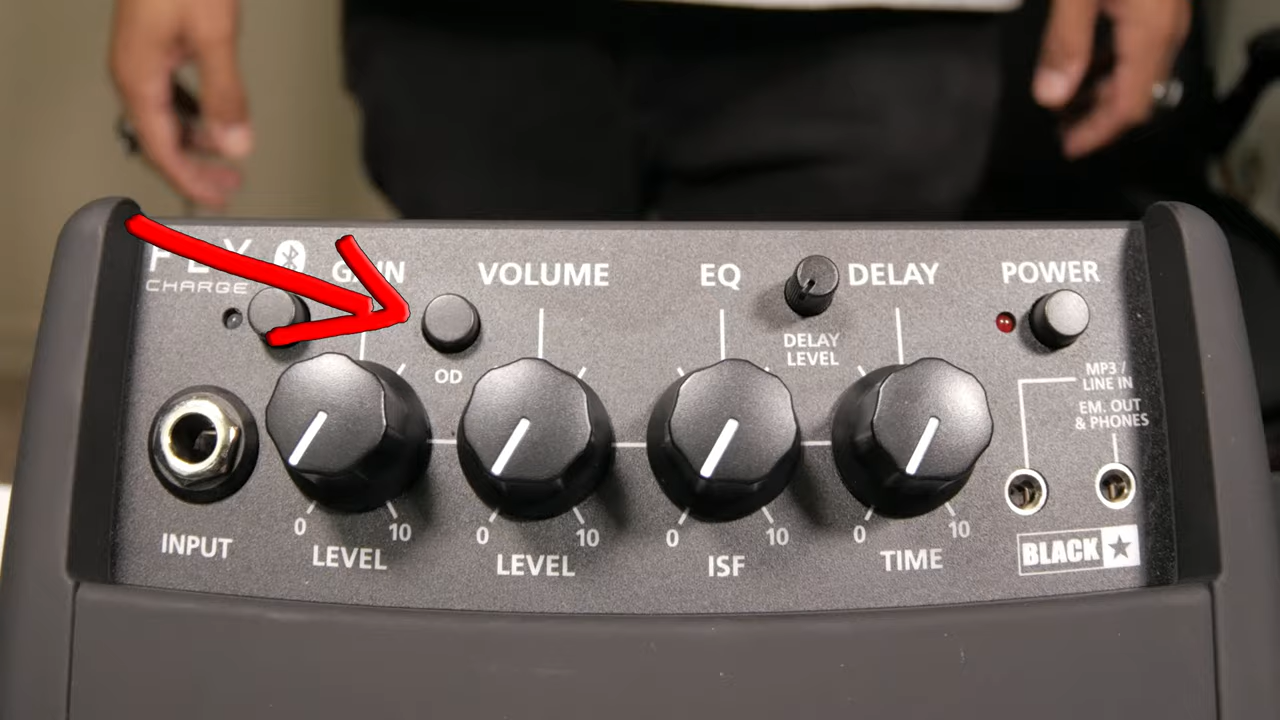 FLY
CHARGE
GAIN
VOLUME
EQ
DELAY
POWER
OD
DELAY
LEVEL
MP3 /
LINE IN
EM. OUT
& PHONES
0 10
0 10
0 10
0 10
INPUT
LEVEL
LEVEL
ISF
TIME
BLACK